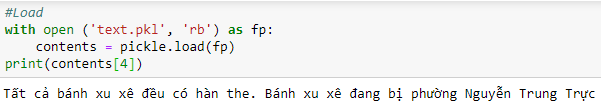 #Load
with open ('text.pkl', 'rb') as fp:
    contents = pickle.load(fp)
print(contents[4])
Tất cả bánh xu xê đều có hàn the. Bánh xu xê đang bị phường Nguyễn Trung Trực